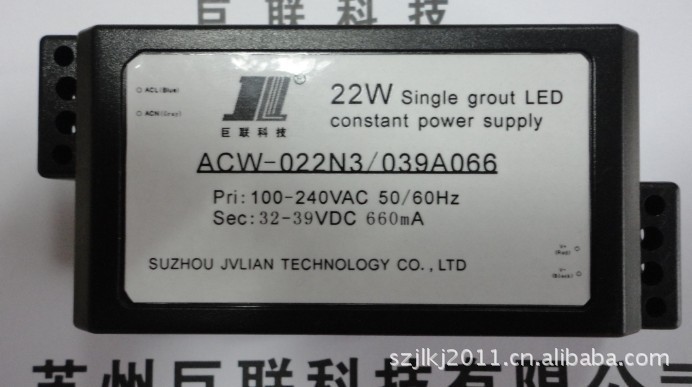 巨联科技
ACL(Blue)
ACN(Gray)
®
巨联科技
22W Single grout LED
constant power supply
ACW-022N3/039A066
Pri: 100-240VAC 50/60Hz
Sec: 32-39VDC 660mA
V+
(Red)
V-
(Black)
SUZHOU JVLIAN TECHNOLOGY CO., LTD
szjlkj2011.cn.alibaba.com
苏州巨联科技有限公司